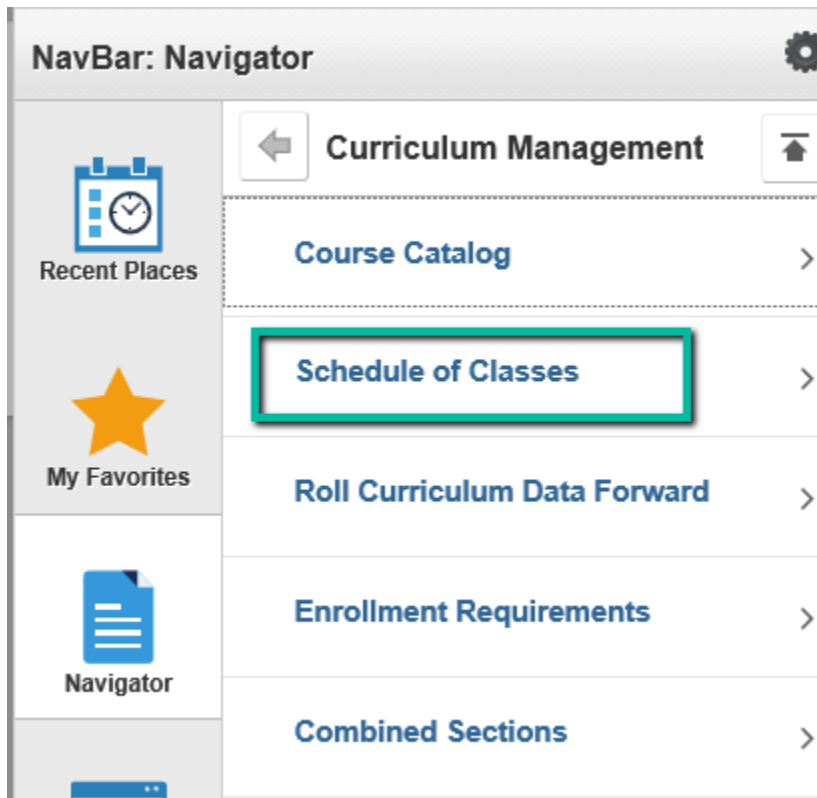 NavBar: Navigator
Curriculum Management
Recent Places
Course Catalog
Schedule of Classes
My Favorites
Roll Curriculum Data Forward
Navigator
Enrollment Requirements
Combined Sections